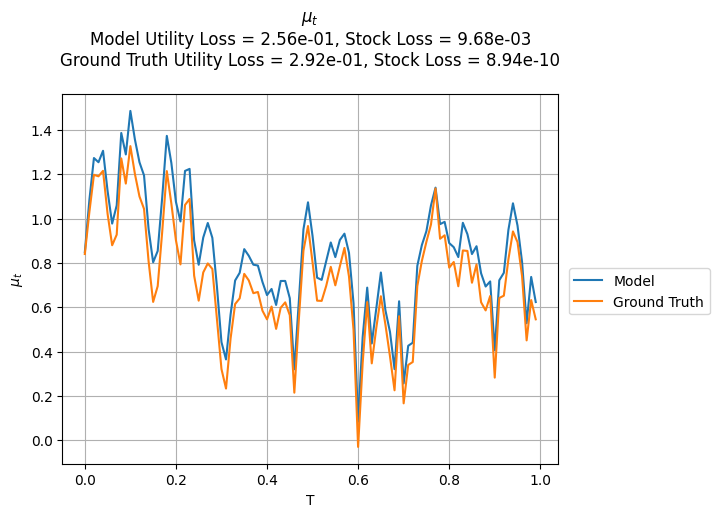 μt
Model Utility Loss = 2.56e-01, Stock Loss = 9.68e-03
Ground Truth Utility Loss = 2.92e-01, Stock Loss = 8.94e-10
1.4
1.2
1.0
0.8
0.6
0.4
0.2
0.0
μt
0.0 0.2 0.4 0.6 0.8 1.0
T
Model
Ground Truth